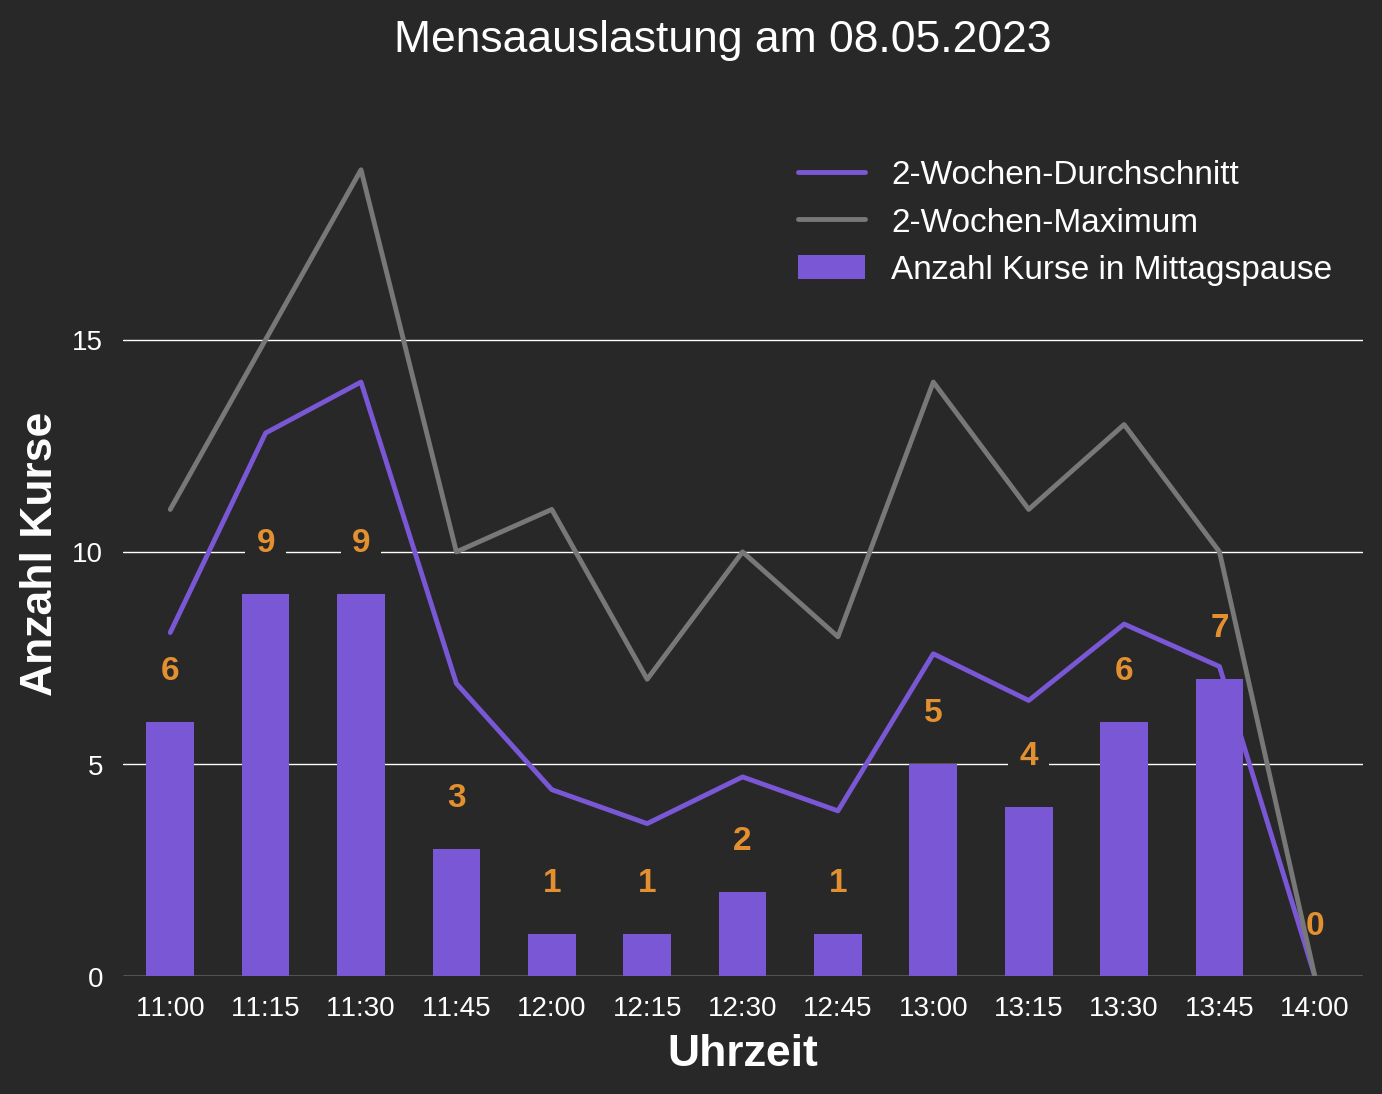 Mensaauslastung am 08.05.2023
2-Wochen-Durchschnitt
2-Wochen-Maximum
Anzahl Kurse in Mittagspause
Anzahl Kurse
15
10
5
0
6
9
9
3
1
1
2
1
5
4
6
7
0
11:00 11:15 11:30 11:45 12:00 12:15 12:30 12:45 13:00 13:15 13:30 13:45 14:00
Uhrzeit